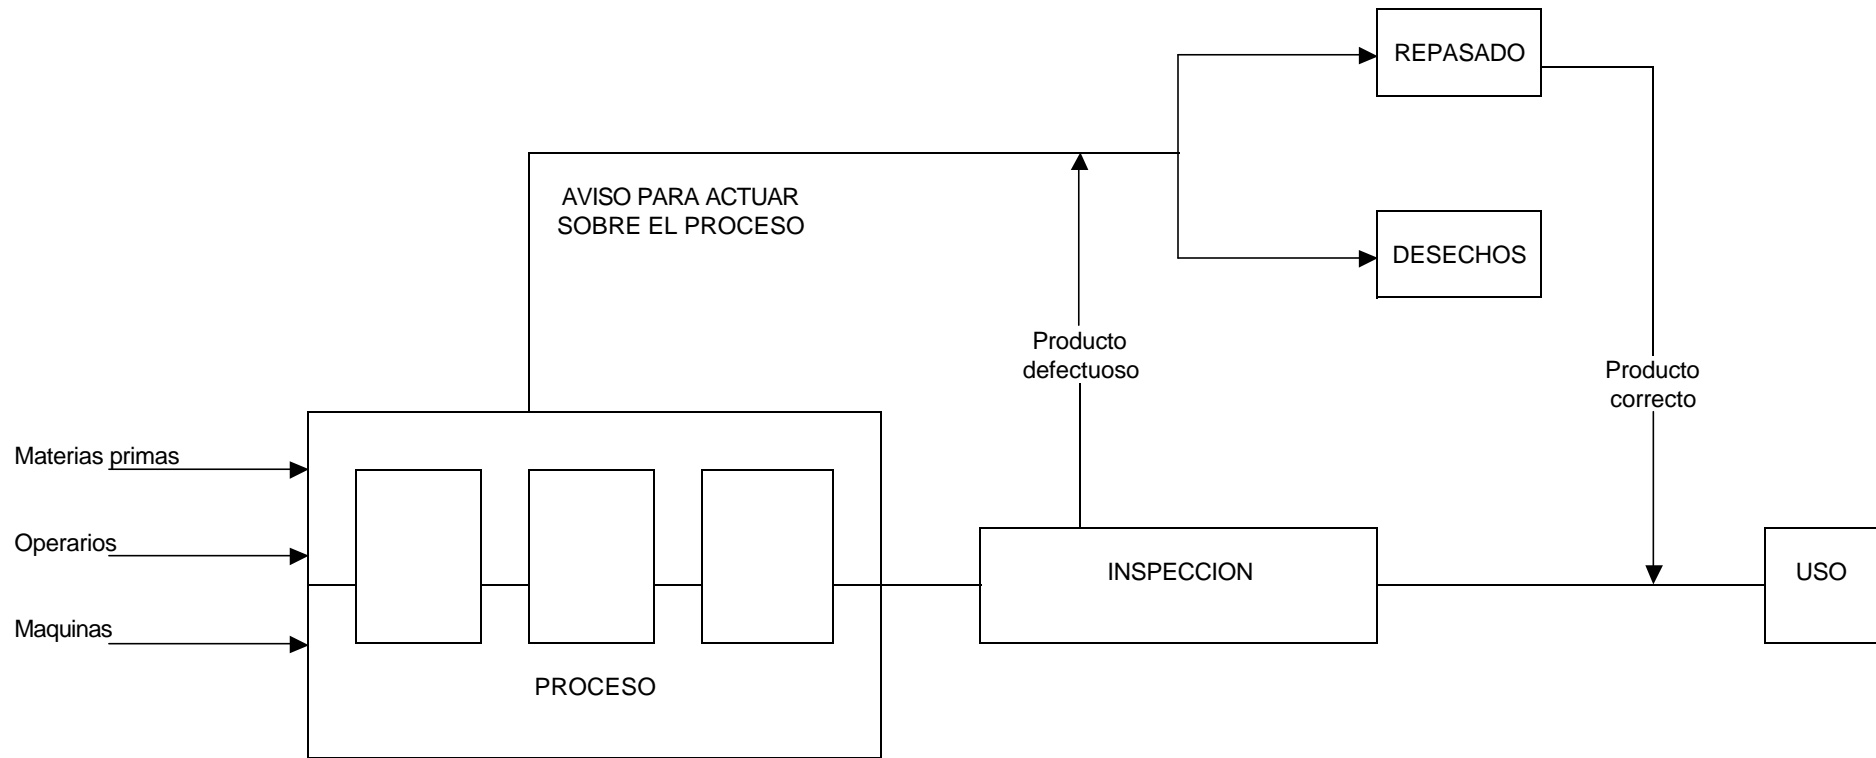 REPASADO
AVISO PARA ACTUAR
SOBRE EL PROCESO
DESECHOS
Producto
defectuoso
Producto
correcto
Materias primas
Operarios
Maquinas
INSPECCION
USO
PROCESO